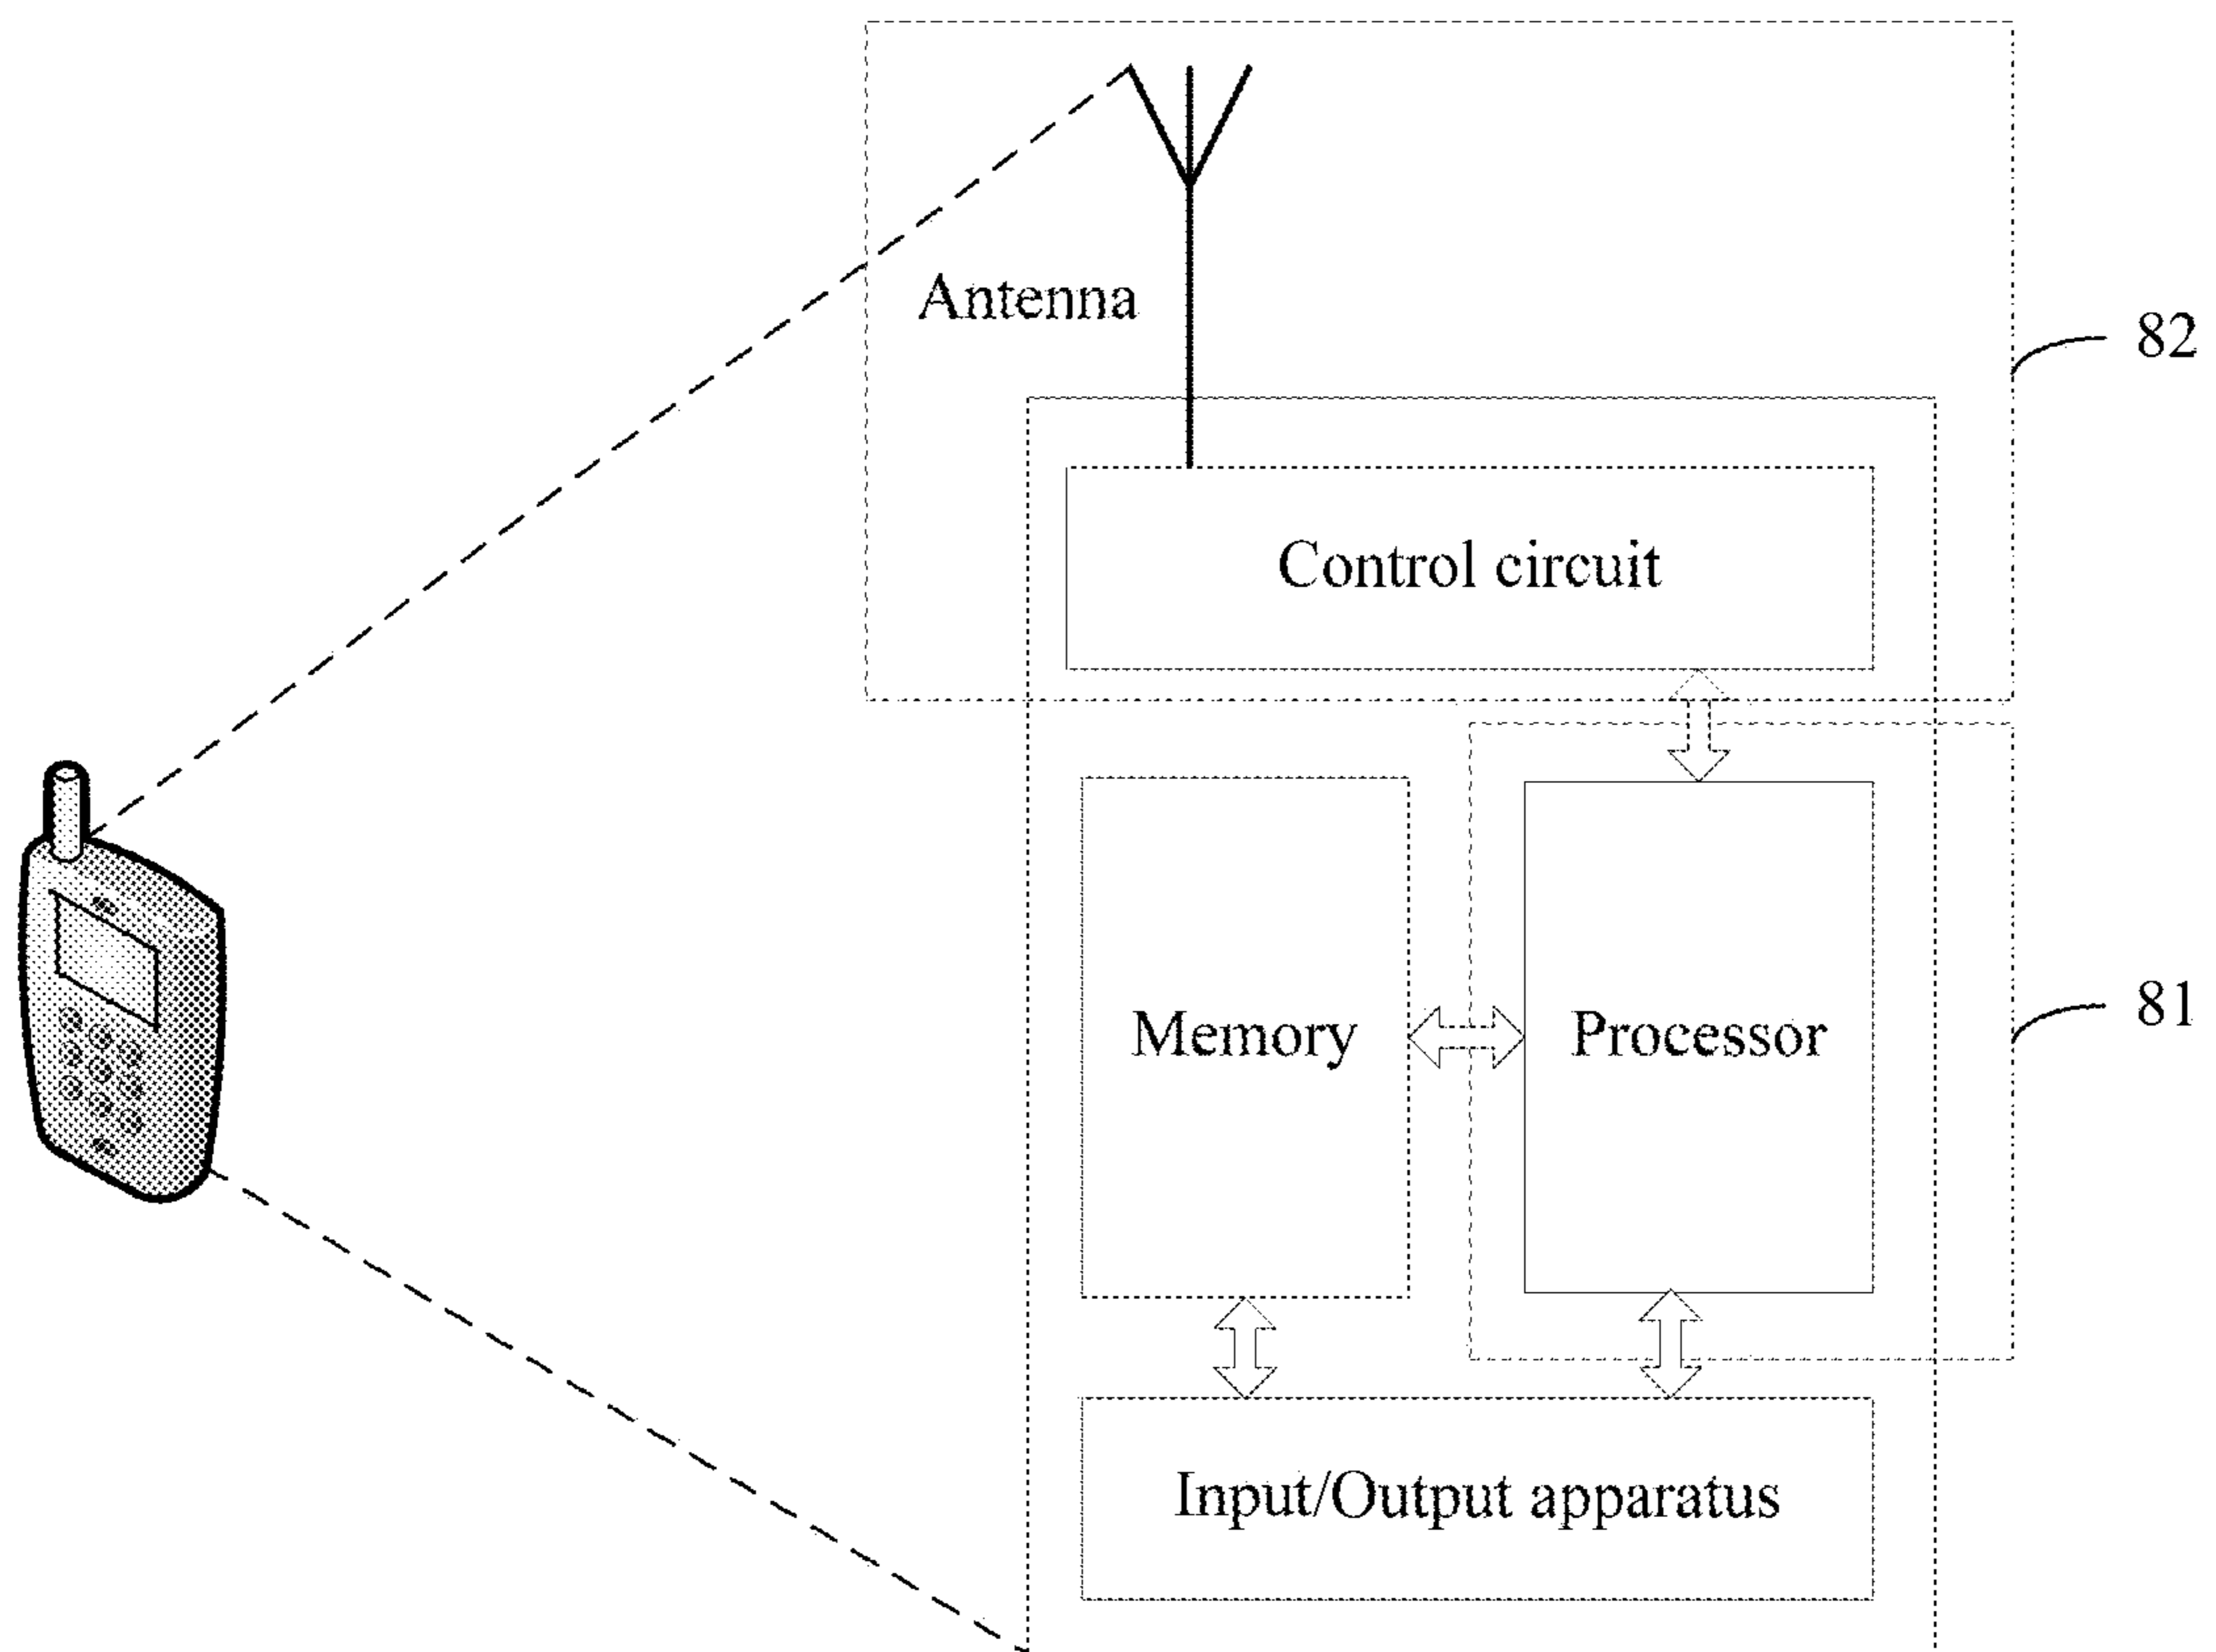 Antenna
82
Control circuit
Memory
Processor
81
Input/Output apparatus